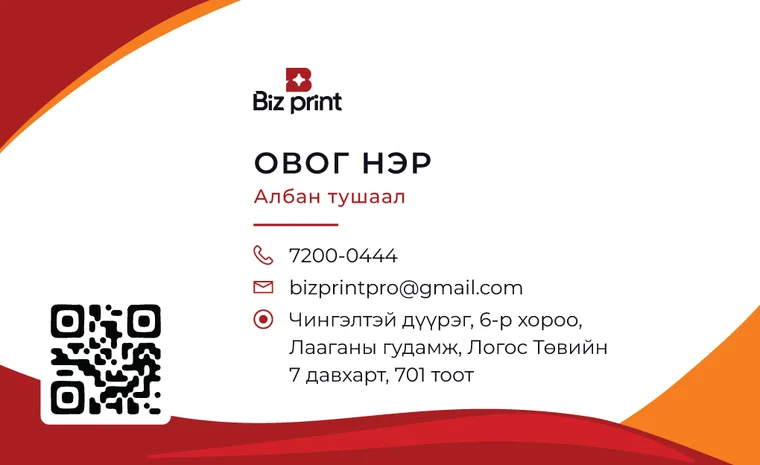 Biz print
ОВОГ НЭР
Албан тушаал
7200-0444
bizprintpro@gmail.com
Чингэлтэй дүүрэг, 6-р хороо,
Лааганы гудамж, Логос Төвийн
7 давхарт, 701 тоот